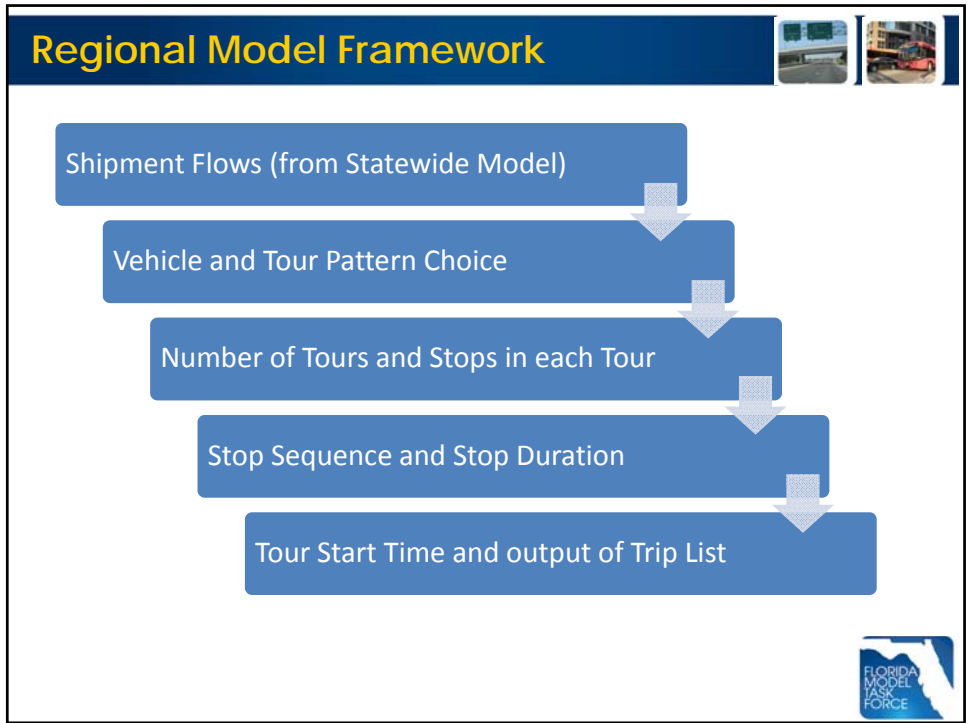 Regional Model Framework
Shipment Flows (from Statewide Model)
Vehicle and Tour Pattern Choice
Number of Tours and Stops in each Tour
Stop Sequence and Stop Duration
Tour Start Time and output of Trip List
FLORIDA
MODEL
TASK
FORCE